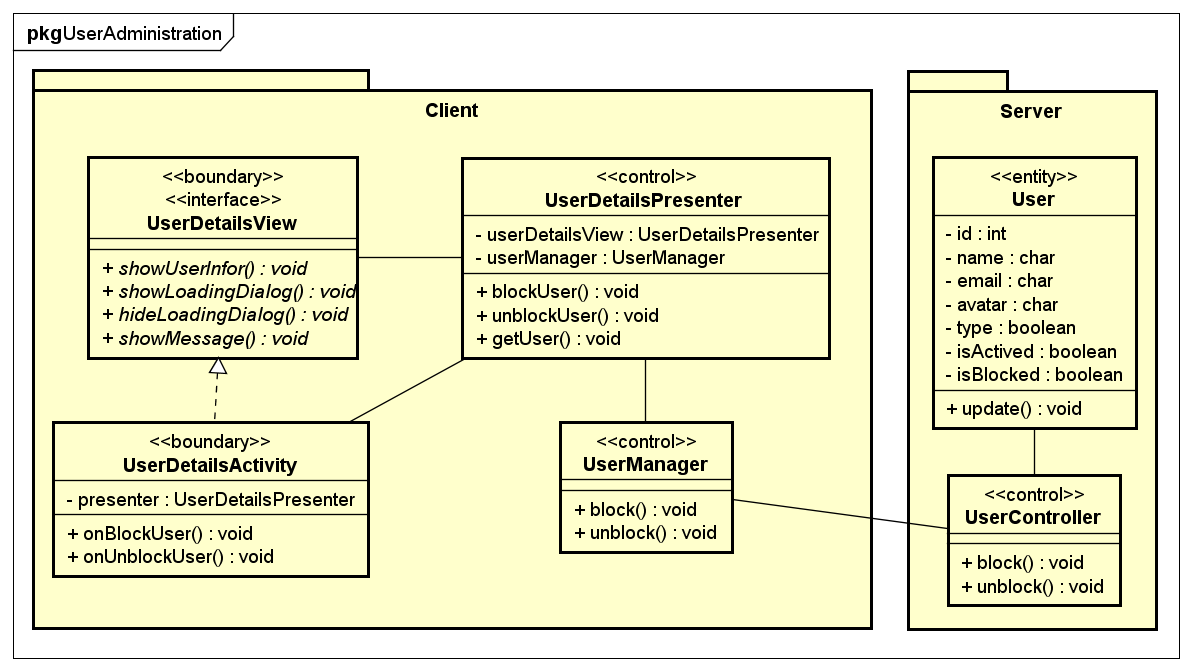 pkgUserAdministration
Client
<<boundary>>
<<interface>>
UserDetailsView
+ showUserInfor() : void
+ showLoadingDialog() : void
+ hideLoadingDialog() : void
+ showMessage() : void
<<control>>
UserDetailsPresenter
- userDetailsView : UserDetailsPresenter
- userManager : UserManager
+ blockUser() : void
+ unblockUser() : void
+ getUser() : void
<<boundary>>
UserDetailsActivity
- presenter : UserDetailsPresenter
+ onBlockUser() : void
+ onUnblockUser() : void
<<control>>
UserManager
+ block() : void
+ unblock() : void
Server
<<entity>>
User
- id : int
- name : char
- email : char
- avatar : char
- type : boolean
- isActived : boolean
- isBlocked : boolean
+ update() : void
<<control>>
UserController
+ block() : void
+ unblock() : void